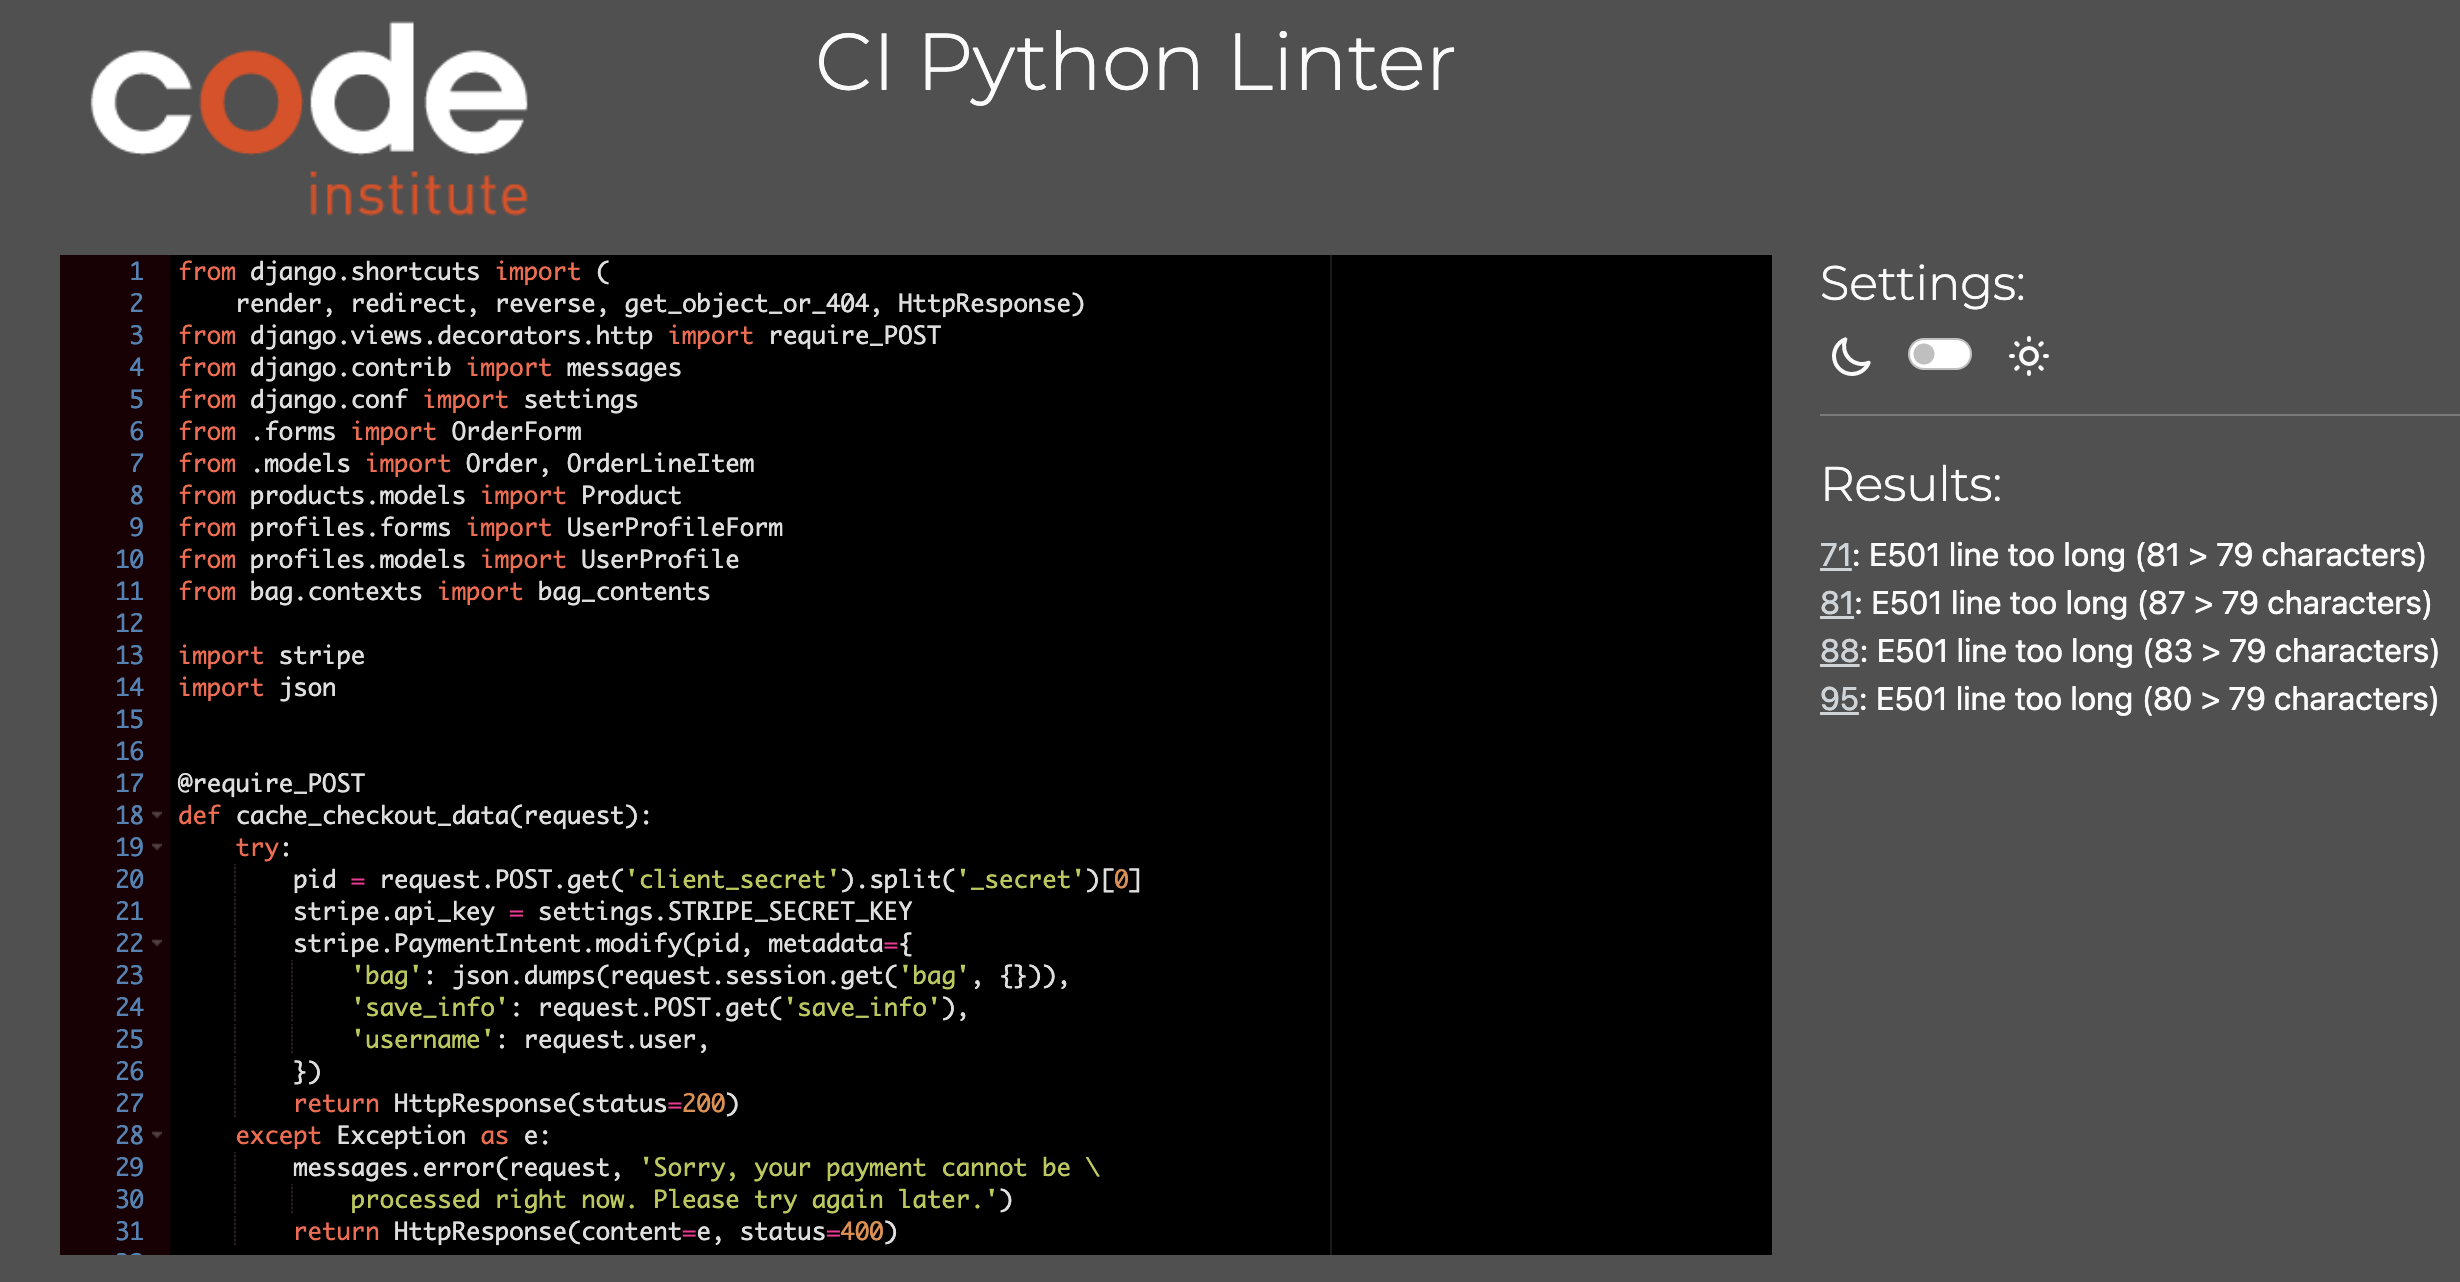 code
institute
CI Python Linter
1 from django.shortcuts import (
2     render, redirect, reverse, get_object_or_404, HttpResponse)
3 from django.views.decorators.http import require_POST
4 from django.contrib import messages
5 from django.conf import settings
6 from .forms import OrderForm
7 from .models import Order, OrderLineItem
8 from products.models import Product
9 from profiles.forms import UserProfileForm
10 from profiles.models import UserProfile
11 from bag.contexts import bag_contents
12
13 import stripe
14 import json
15
16
17 @require_POST
18 def cache_checkout_data(request):
19     try:
20         pid = request.POST.get('client_secret').split('_secret')[0]
21         stripe.api_key = settings.STRIPE_SECRET_KEY
22         stripe.PaymentIntent.modify(pid, metadata={
23             'bag': json.dumps(request.session.get('bag', {})),
24             'save_info': request.POST.get('save_info'),
25             'username': request.user,
26         })
27         return HttpResponse(status=200)
28     except Exception as e:
29         messages.error(request, 'Sorry, your payment cannot be \
30             processed right now. Please try again later.')
31         return HttpResponse(content=e, status=400)
Settings:
Results:
71: E501 line too long (81 > 79 characters)
81: E501 line too long (87 > 79 characters)
88: E501 line too long (83 > 79 characters)
95: E501 line too long (80 > 79 characters)